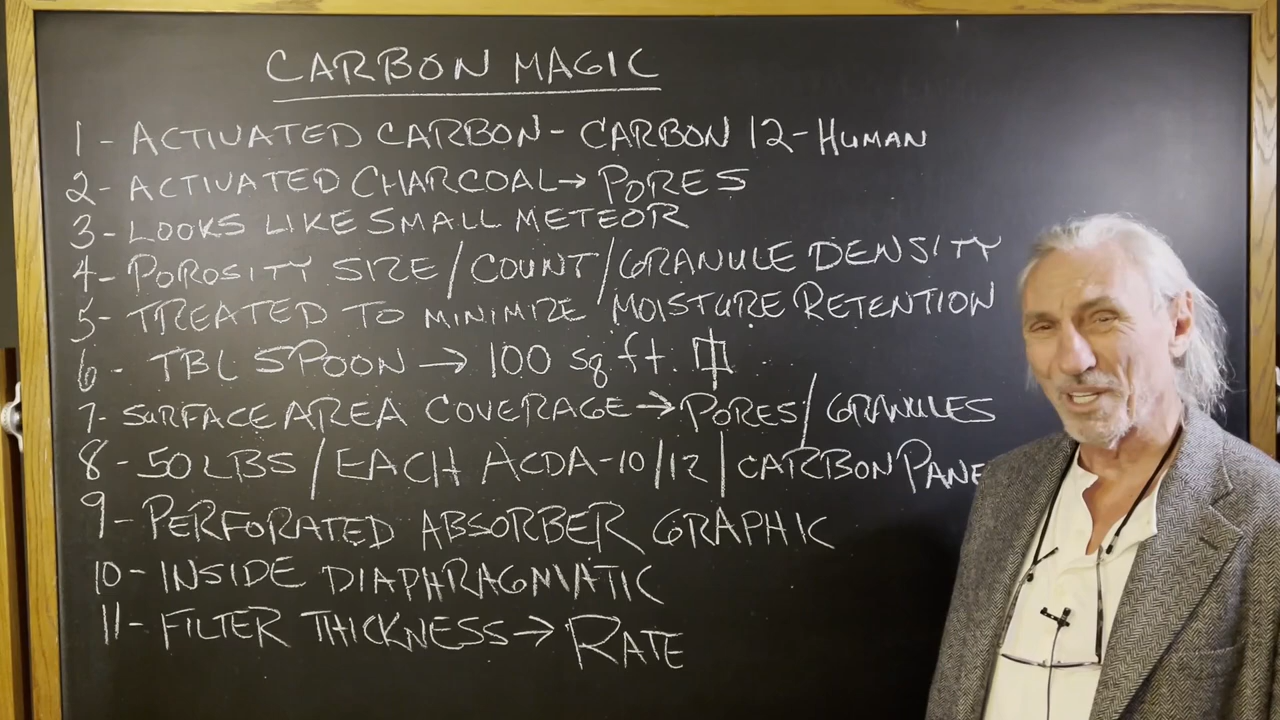 CARBON MAGIC
1 - ACTIVATED CARBON - CARBON 12 - HUMAN
2 - ACTIVATED CHARCOAL → PORES
3 - LOOKS LIKE SMALL METEOR
4 - POROSITY SIZE / COUNT / GRANULE DENSITY
5 - TREATED TO MINIMIZE MOISTURE RETENTION
6 - TBL SPOON → 100 sq ft.
7 - SURFACE AREA COVERAGE → PORES / GRANULES
8 - 50 LBS / EACH ACDA-10/12 | CARBON PANE
9 - PERFORATED ABSORBER GRAPHIC
10 - INSIDE DIAPHRAGMATIC
11 - FILTER THICKNESS → RATE